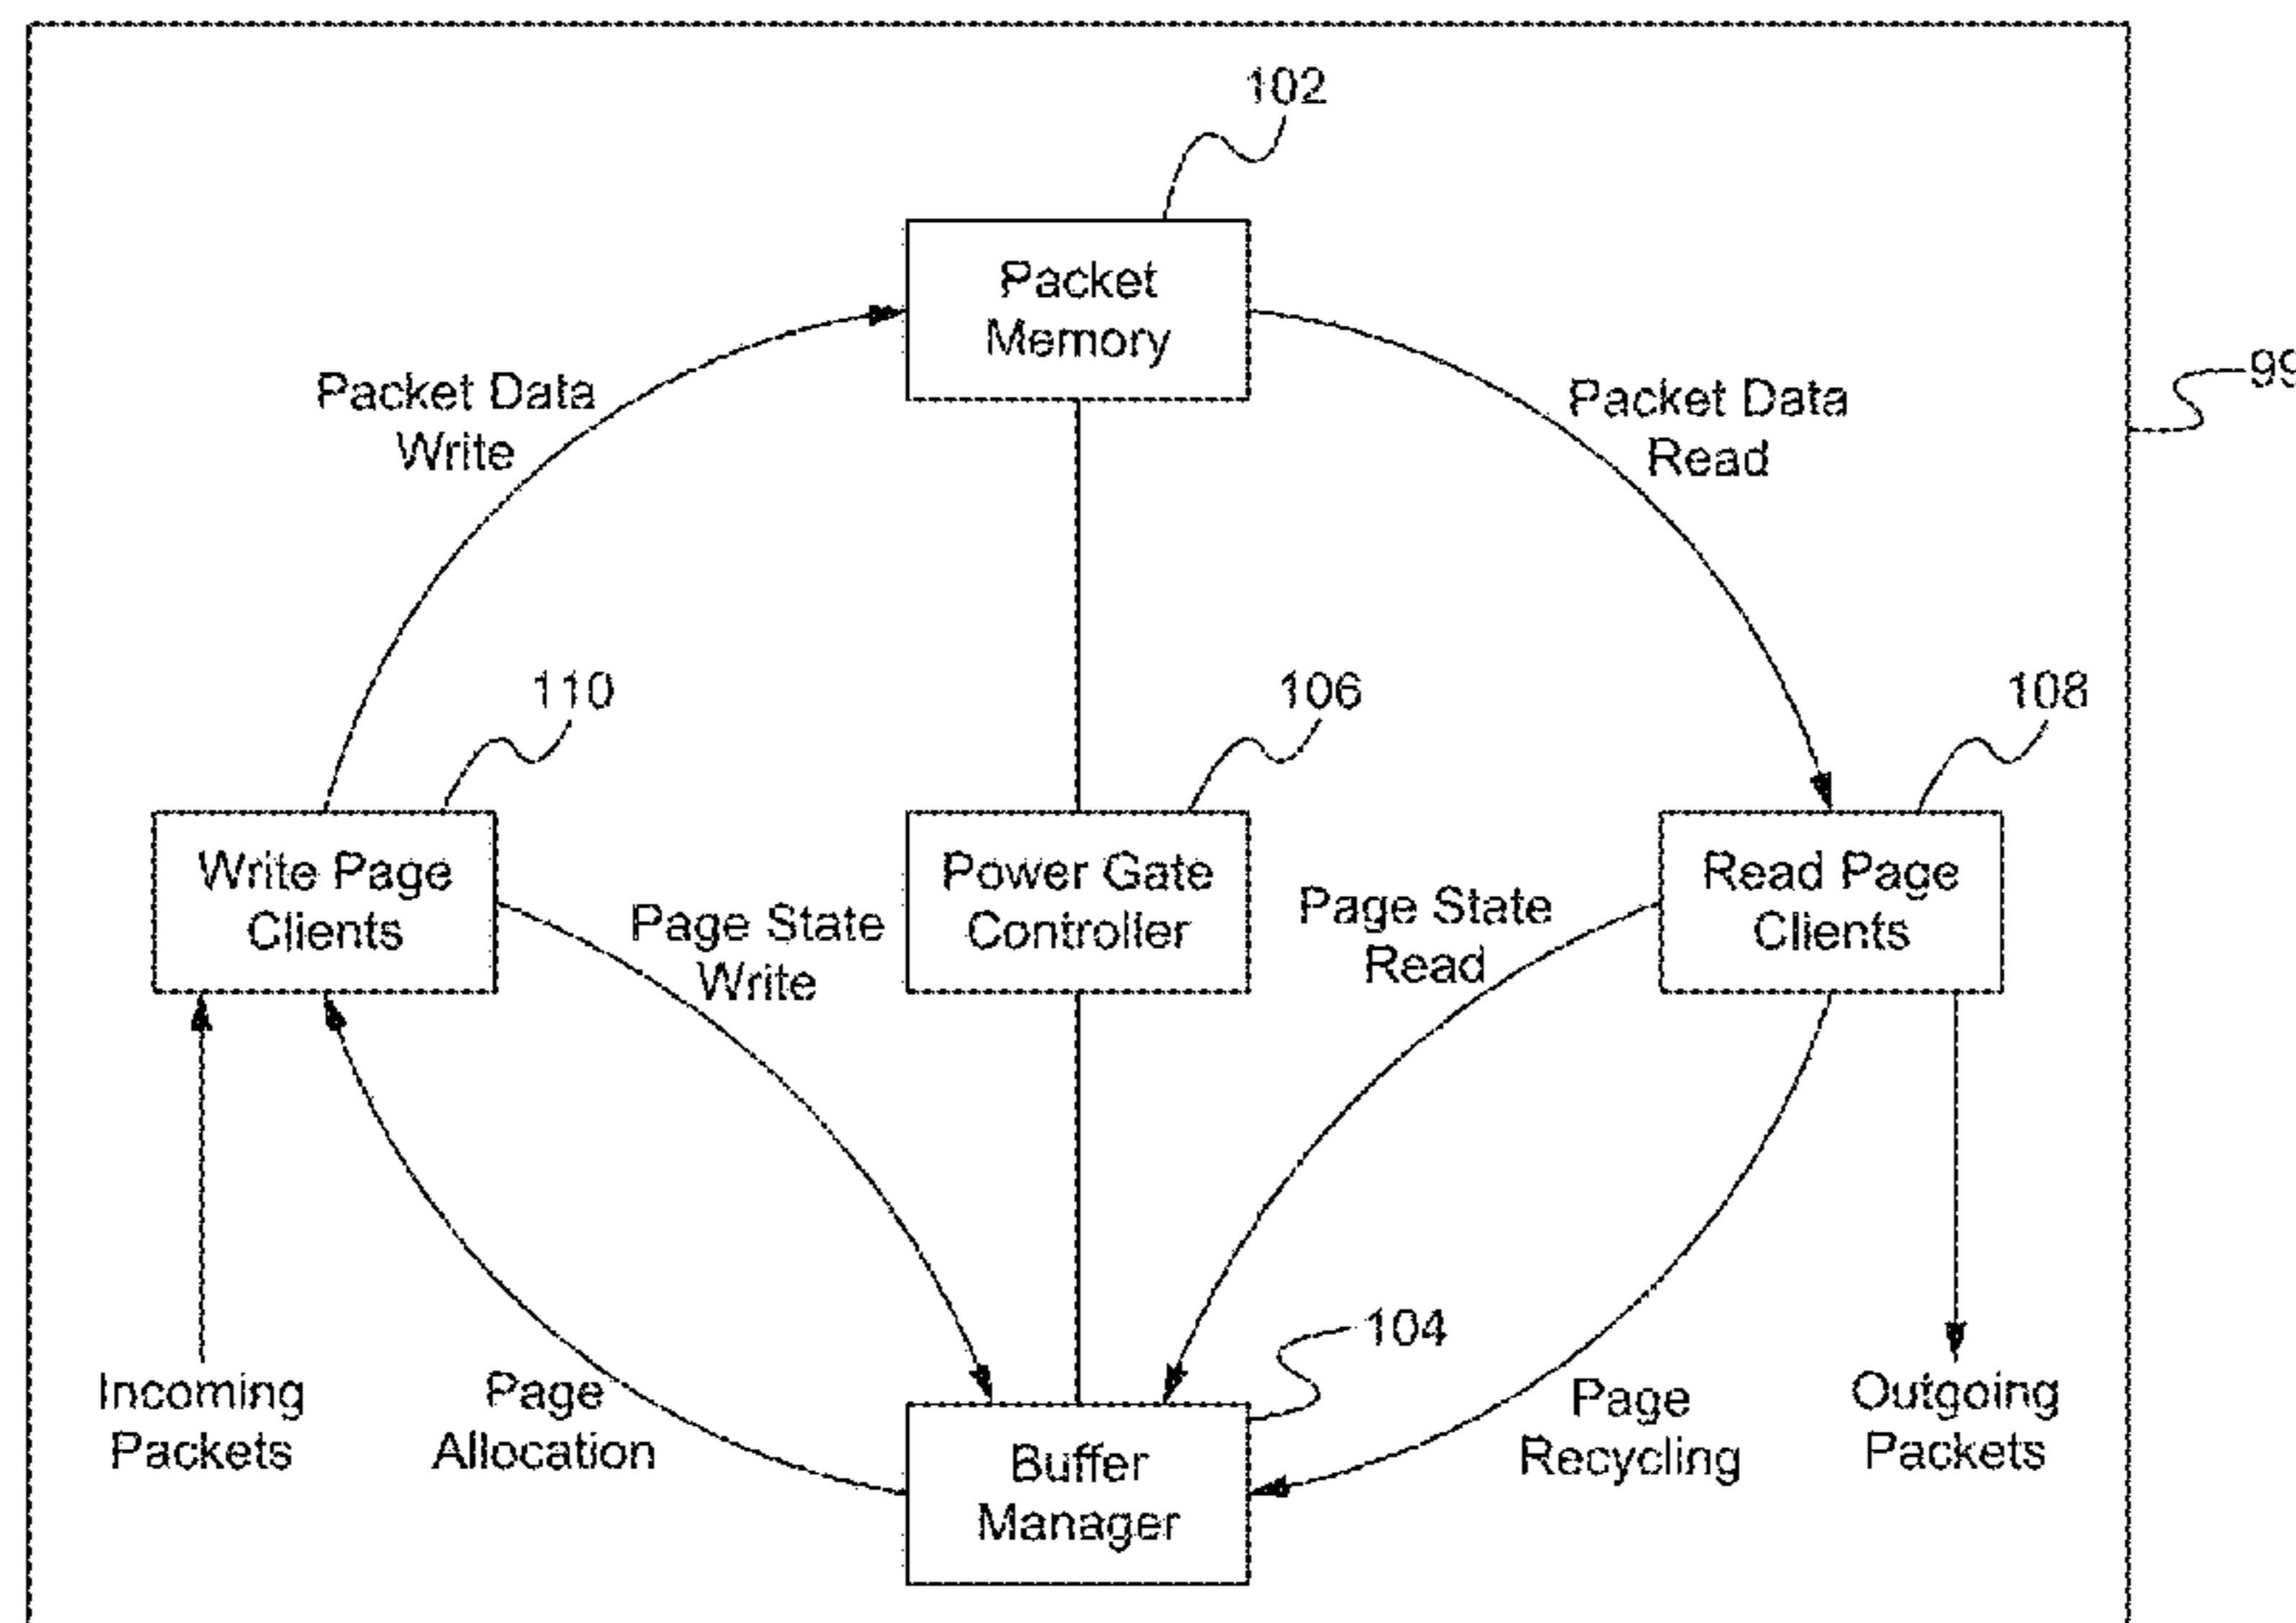 102
Packet
Memory
99
Packet Data
Write
Packet Data
Read
110
106
108
Write Page
Clients
Power Gate
Controller
Read Page
Clients
Page State
Write
Page State
Read
104
Incoming
Packets
Page
Allocation
Buffer
Manager
Page
Recycling
Outgoing
Packets